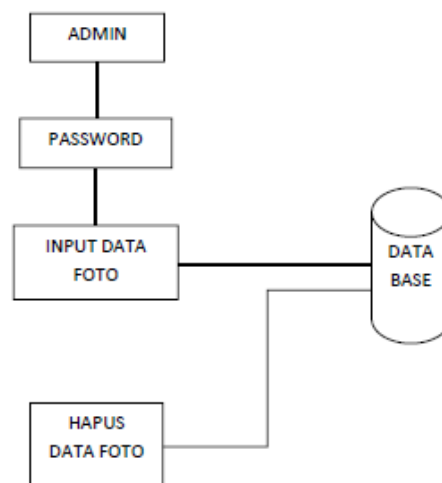 ADMIN
PASSWORD
INPUT DATA
FOTO
DATA
BASE
HAPUS
DATA FOTO